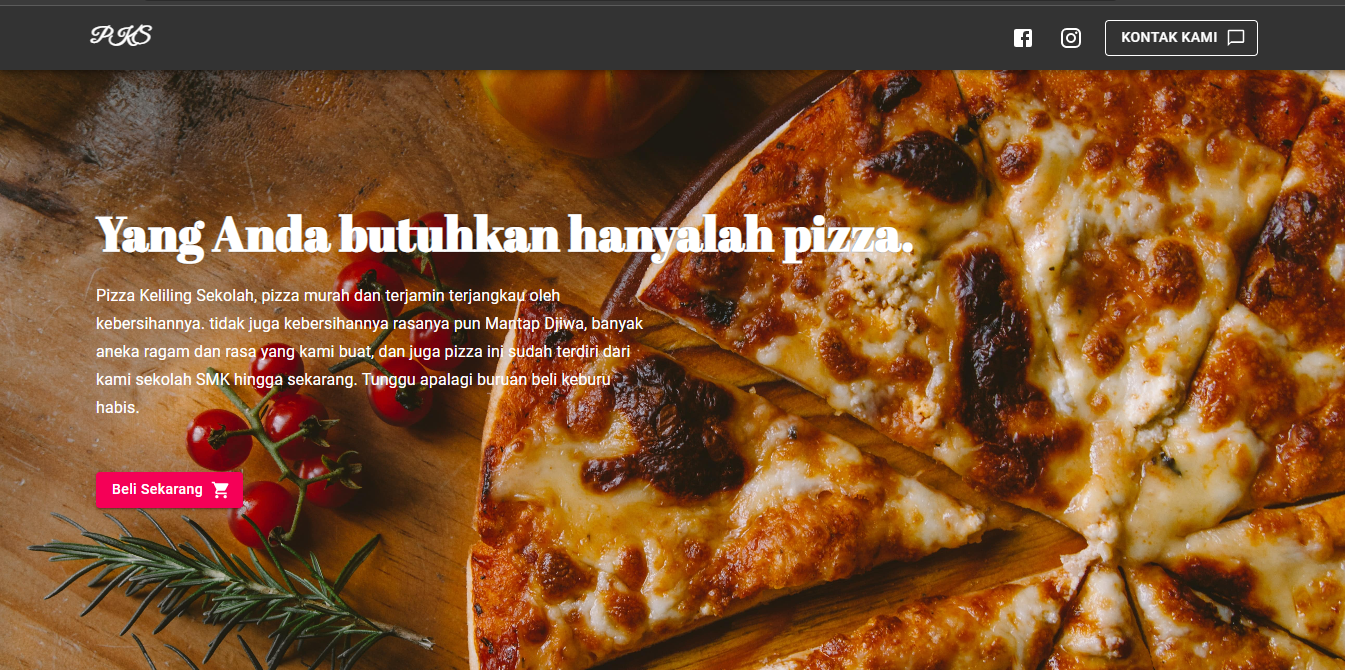 PKS
KONTAK KAMI
Yang Anda butuhkan hanyalah pizza.
Pizza Keliling Sekolah, pizza murah dan terjamin terjangkau oleh
kebersihannya. tidak juga kebersihannya rasanya pun Mantap Djiwa, banyak
aneka ragam dan rasa yang kami buat, dan juga pizza ini sudah terdiri dari
kami sekolah SMK hingga sekarang. Tunggu apalagi buruan beli keburu
habis.
Beli Sekarang